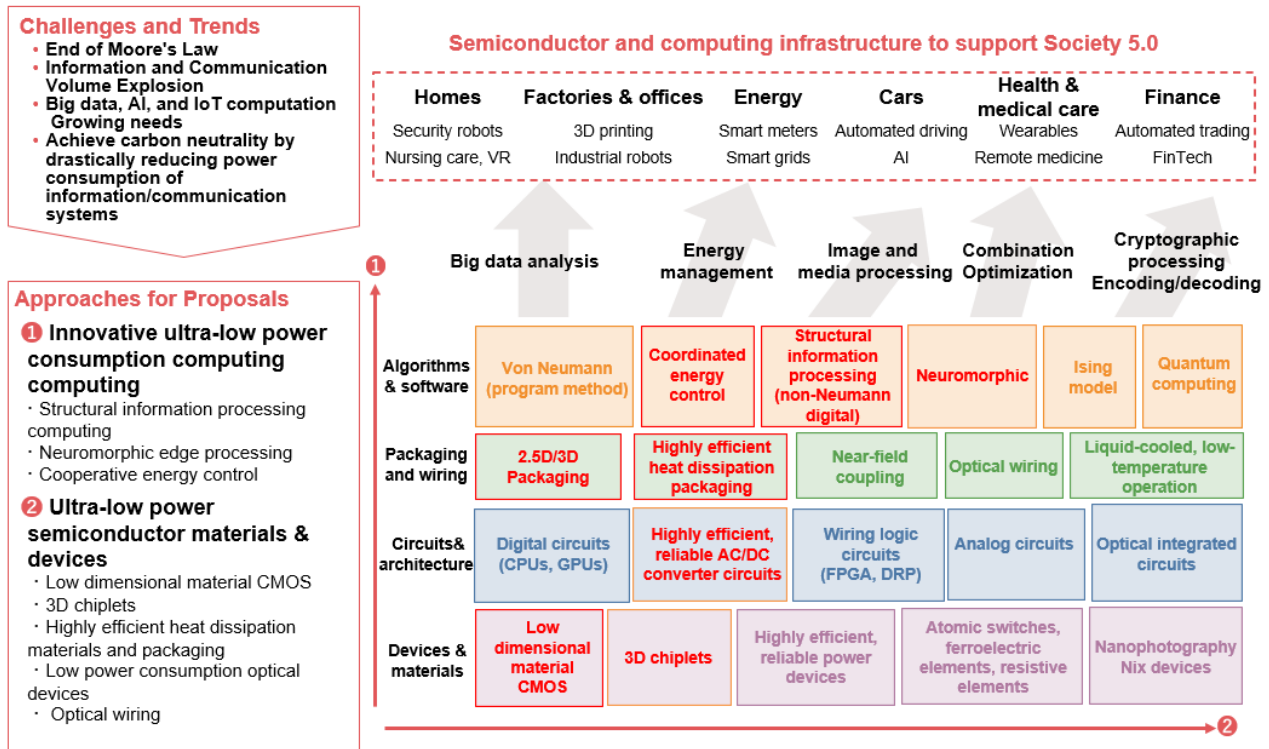 Challenges and Trends
• End of Moore's Law
• Information and Communication
Volume Explosion
• Big data, AI, and IoT computation
Growing needs
• Achieve carbon neutrality by
drastically reducing power
consumption of
information/communication
systems
Approaches for Proposals
❶ Innovative ultra-low power
consumption computing
computing
・Structural information processing
computing
・Neuromorphic edge processing
・Cooperative energy control
❷ Ultra-low power
semiconductor materials &
devices
・Low dimensional material CMOS
・3D chiplets
・Highly efficient heat dissipation
materials and packaging
・Low power consumption optical
devices
・ Optical wiring
Semiconductor and computing infrastructure to support Society 5.0
Homes
Security robots
Nursing care, VR
Factories & offices
3D printing
Industrial robots
Energy
Smart meters
Smart grids
Cars
Automated driving
AI
Health &
medical care
Wearables
Remote medicine
Finance
Automated trading
FinTech
❶
Big data analysis
Energy
management
Image and
media processing
Combination
Optimization
Cryptographic
processing
Encoding/decoding
Algorithms
& software
Von Neumann
(program method)
Coordinated
energy
control
Structural
information
processing
(non-Neumann
digital)
Neuromorphic
Ising
model
Quantum
computing
Packaging
and wiring
2.5D/3D
Packaging
Highly efficient
heat dissipation
packaging
Near-field
coupling
Optical wiring
Liquid-cooled, low-
temperature
operation
Circuits&
architecture
Digital circuits
(CPUs, GPUs)
Highly efficient,
reliable AC/DC
converter circuits
Wiring logic
circuits
(FPGA, DRP)
Analog circuits
Optical integrated
circuits
Devices &
materials
Low
dimensional
material
CMOS
3D chiplets
Highly efficient,
reliable power
devices
Atomic switches,
ferroelectric
elements, resistive
elements
Nanophotography
Nix devices
❷